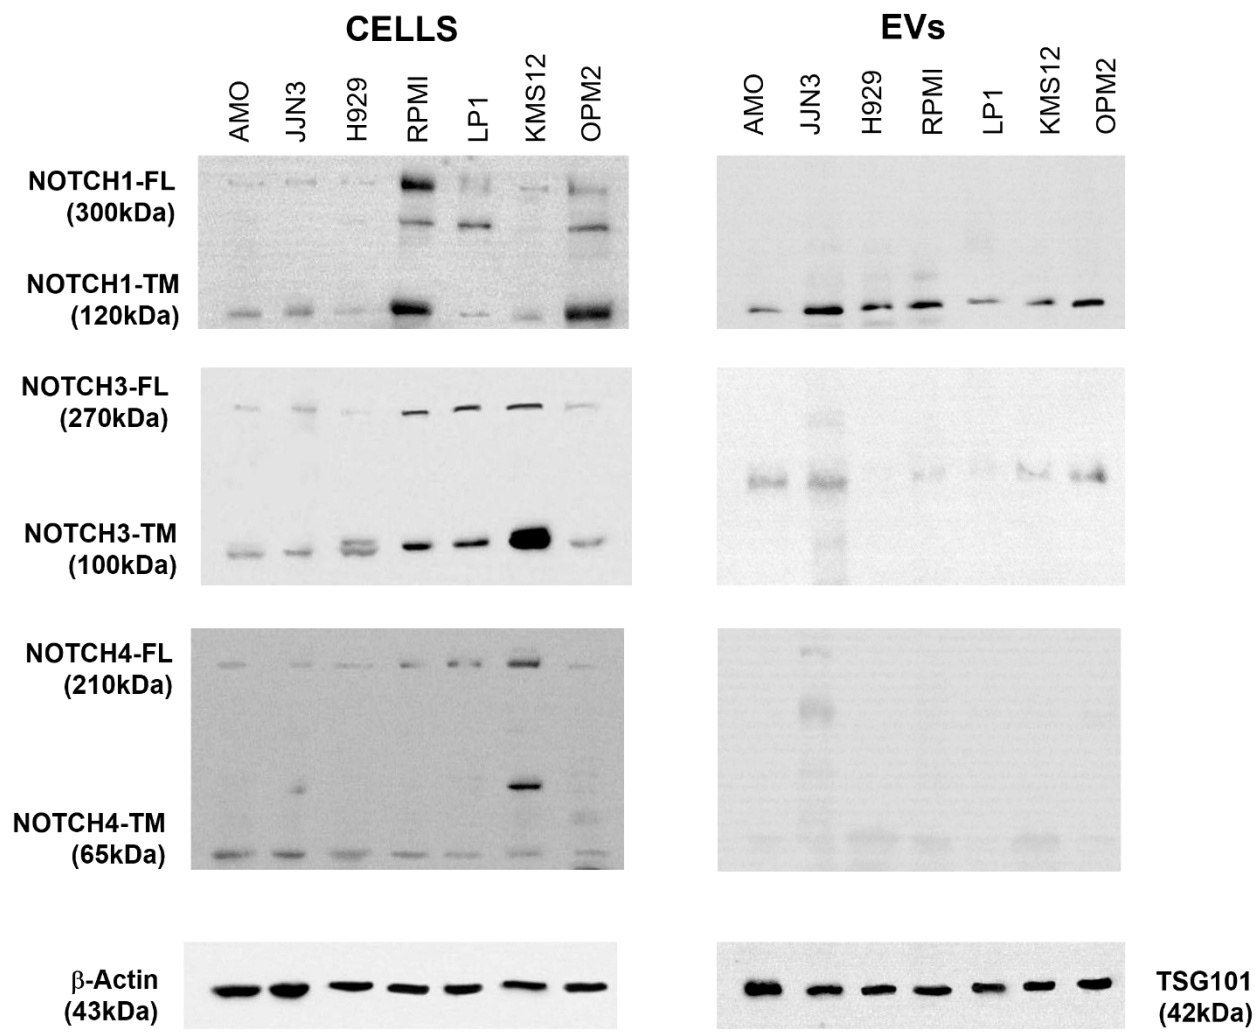 CELLS
EVs
AMO
JJN3
H929
RPMI
LP1
KMS12
OPM2
AMO
JJN3
H929
RPMI
LP1
KMS12
OPM2
NOTCH1-FL
(300kDa)
NOTCH1-TM
(120kDa)
NOTCH3-FL
(270kDa)
NOTCH3-TM
(100kDa)
NOTCH4-FL
(210kDa)
NOTCH4-TM
(65kDa)
β-Actin
(43kDa)
TSG101
(42kDa)